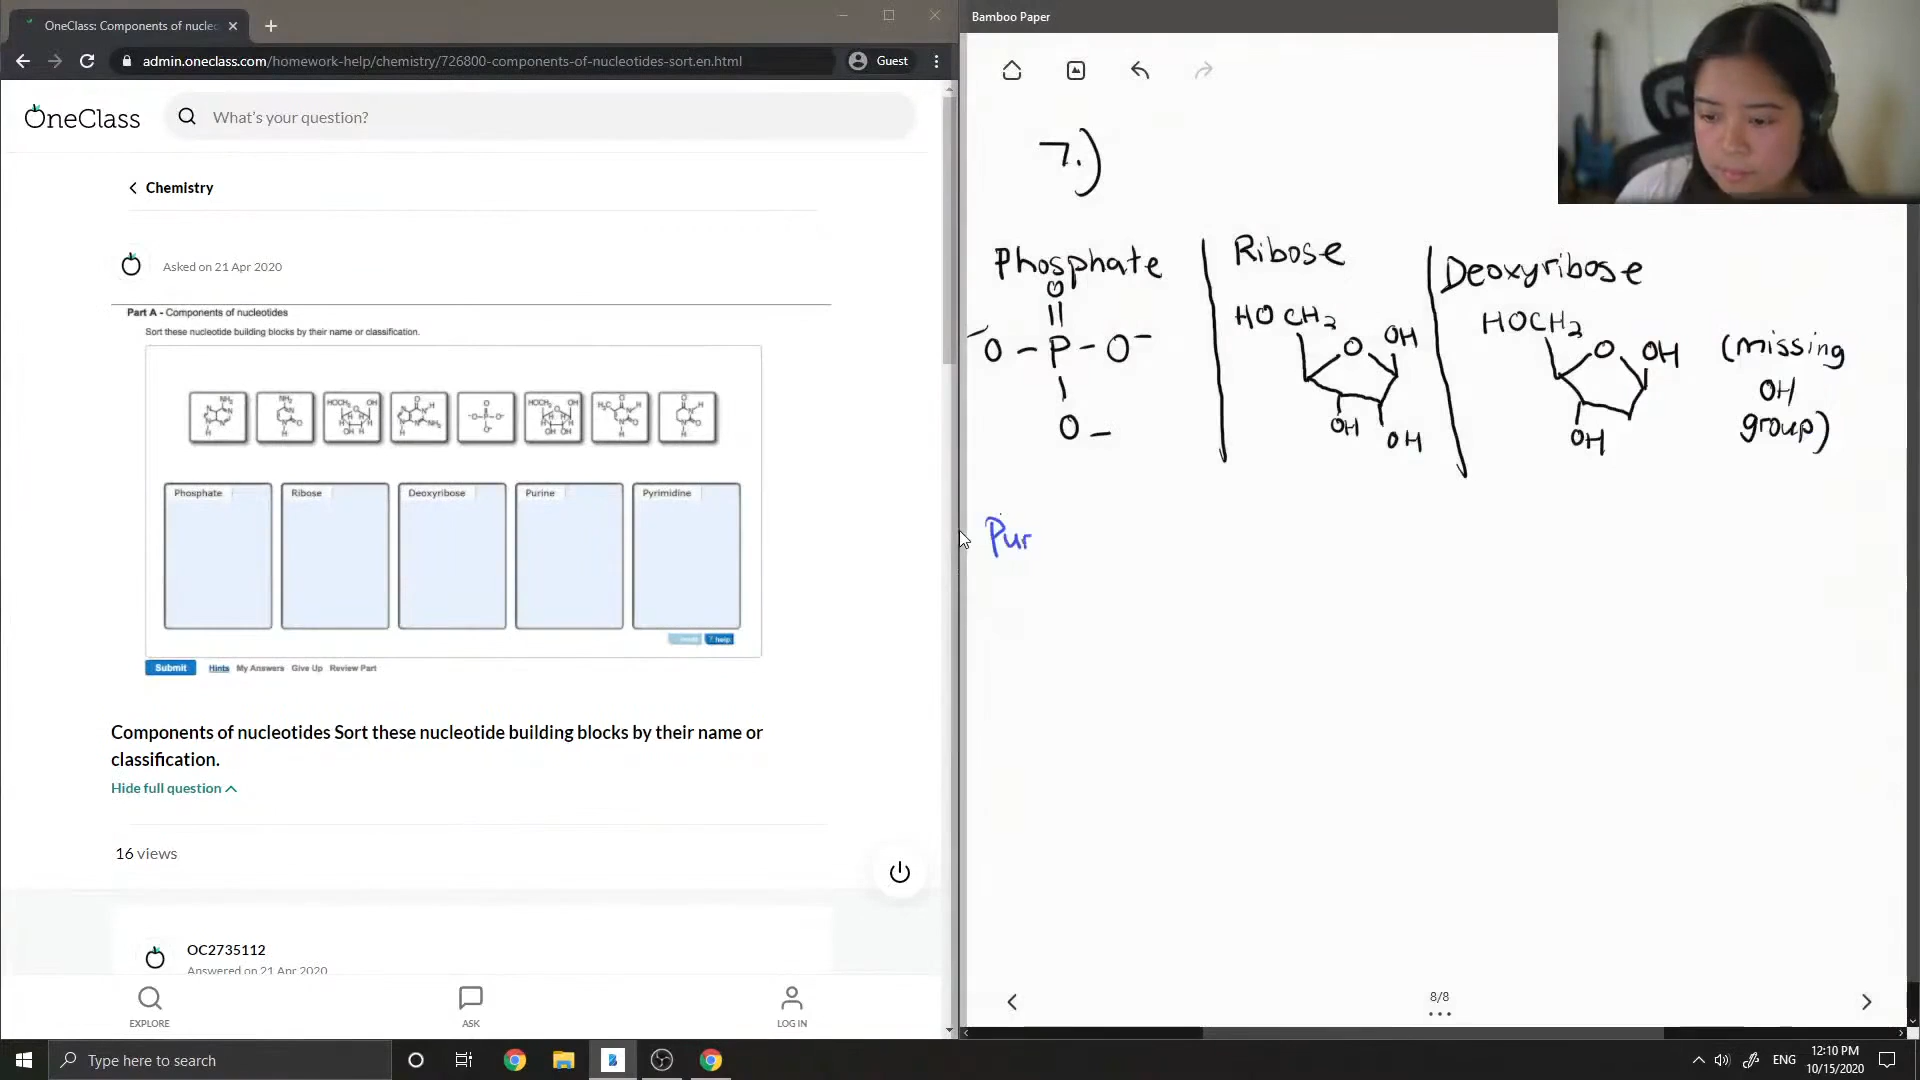 OneClass: Components of nucle
admin.oneclass.com/homework-help/chemistry/726800-components-of-nucleotides-sort.en.html
Guest
OneClass
What's your question?
Chemistry
Asked on 21 Apr 2020
Part A - Components of nucleotides
Sort these nucleotide building blocks by their name or classification.
Phosphate
Ribose
Deoxyribose
Purine
Pyrimidine
help
Submit
Hints
My Answers
Give Up
Review Part
Components of nucleotides Sort these nucleotide building blocks by their name or
classification.
Hide full question
16 views
OC2735112
Answered on 21 Apr 2020
EXPLORE
ASK
LOG IN
Bamboo Paper
7.)
Phosphate
O
⁻O - P - O⁻
O -
Ribose
HOCH2
O
OH
OH
OH
Deoxyribose
HOCH2
O
OH
OH
(missing
OH
group)
Pur
8/8
Type here to search
ENG
12:10 PM
10/15/2020